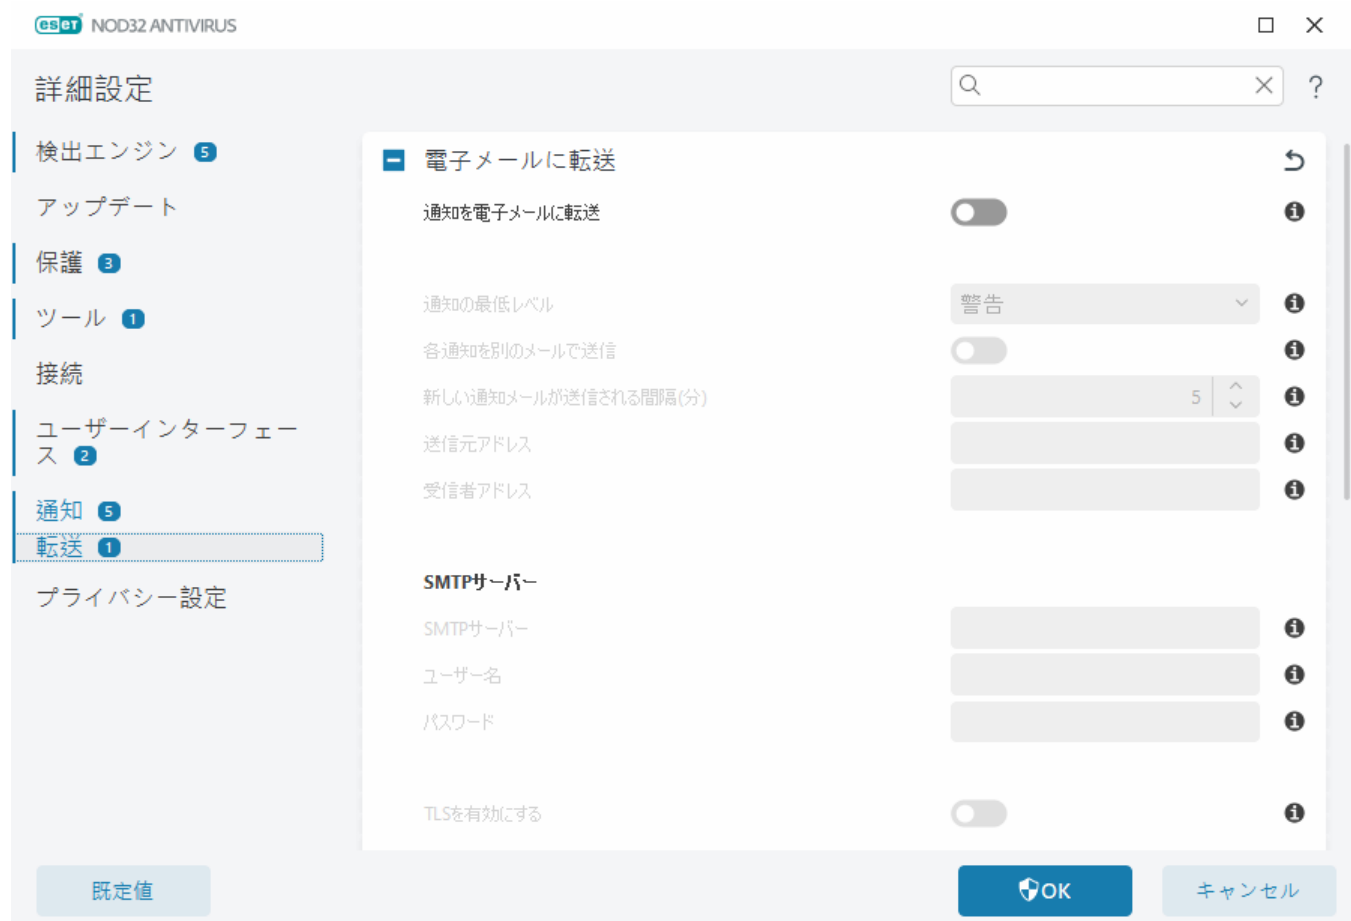 eset NOD32 ANTIVIRUS
詳細設定
検出エンジン 5
アップデート
保護 3
ツール 1
接続
ユーザーインターフェー
ス 2
通知 5
転送 1
プライバシー設定
電子メールに転送
通知を電子メールに転送
通知の最低レベル
警告
各通知を別のメールで送信
新しい通知メールが送信される間隔(分)
5
送信元アドレス
受信者アドレス
SMTPサーバー
SMTPサーバー
ユーザー名
パスワード
TLSを有効にする
既定値
OK
キャンセル